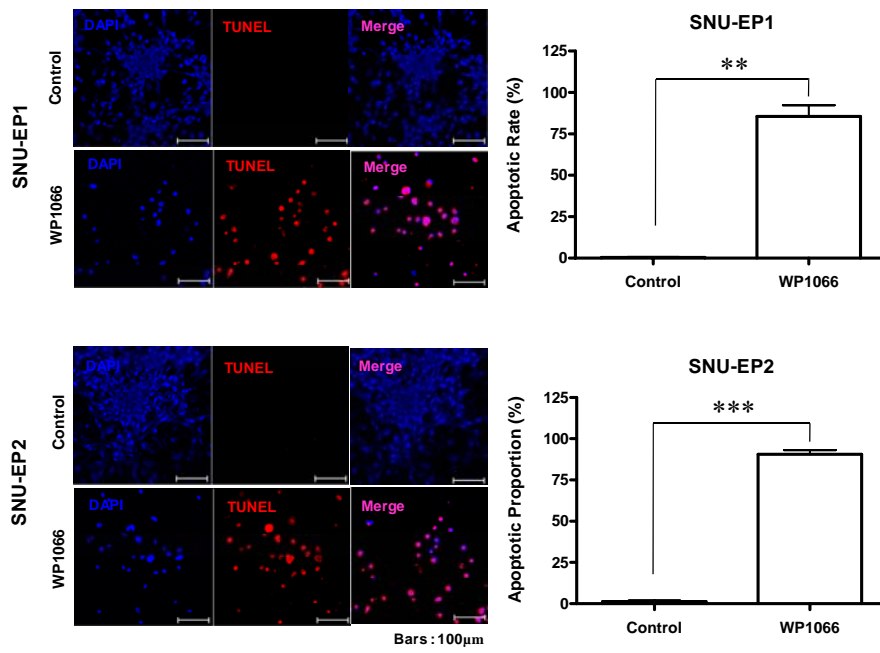 SNU-EP1
Control
DAPI
TUNEL
Merge
WP1066
DAPI
TUNEL
Merge
SNU-EP1
Apoptotic Rate (%)
125
100
75
50
25
0
**
Control WP1066
SNU-EP2
Control
DAPI
TUNEL
Merge
WP1066
DAPI
TUNEL
Merge
Bars : 100µm
SNU-EP2
Apoptotic Proportion (%)
125
100
75
50
25
0
***
Control WP1066